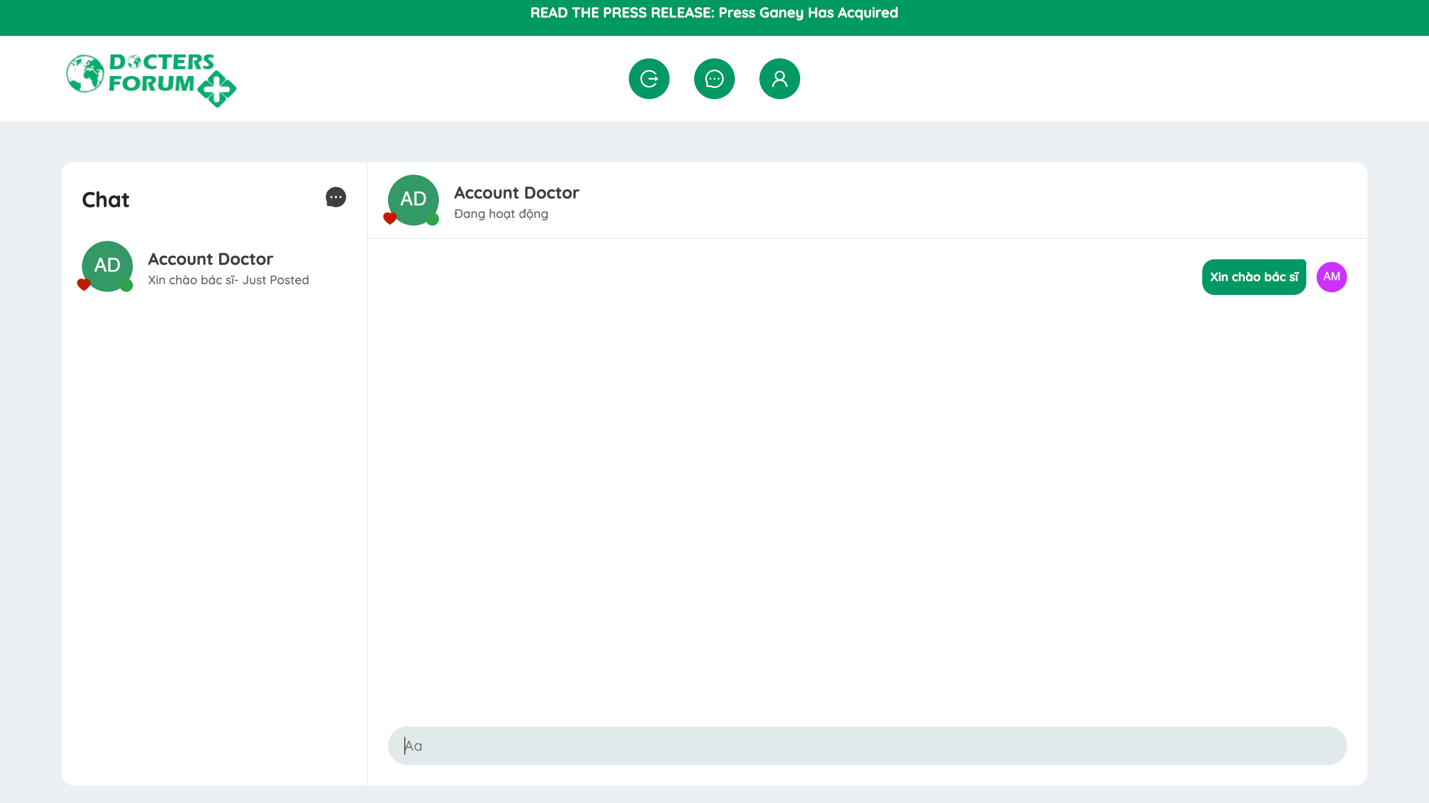 READ THE PRESS RELEASE: Press Ganey Has Acquired
DOCTERS
FORUM
Chat
AD
Account Doctor
Xin chào bác sĩ- Just Posted
AD
Account Doctor
Đang hoạt động
Xin chào bác sĩ
AM
Aa